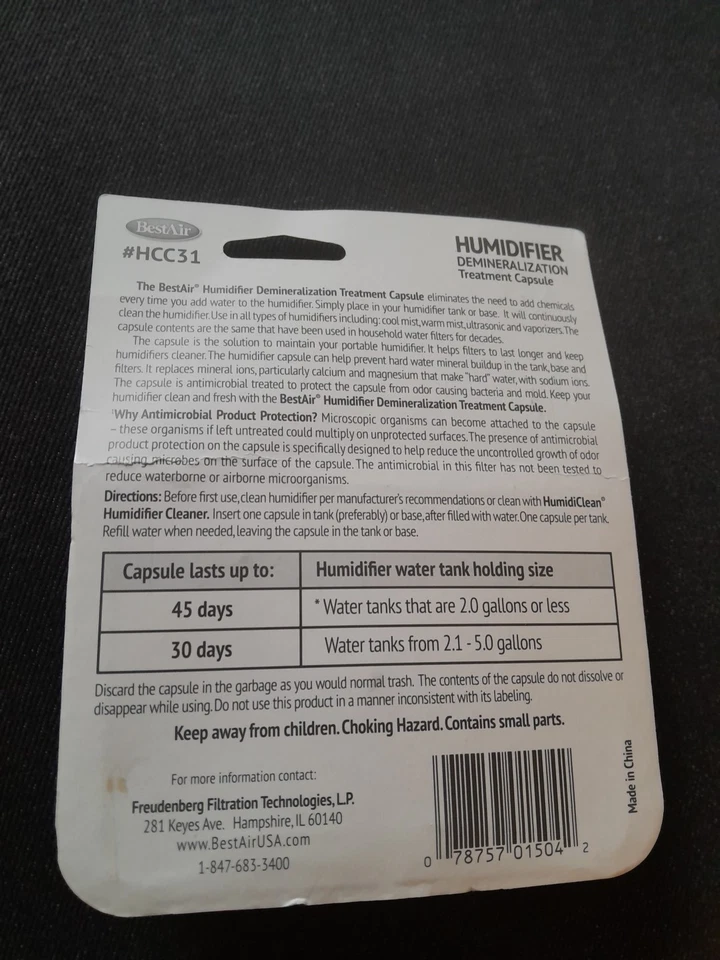 BestAir
#HCC31
HUMIDIFIER
DEMINERALIZATION
Treatment Capsule
The BestAir® Humidifier Demineralization Treatment Capsule eliminates the need to add chemicals
every time you add water to the humidifier. Simply place in your humidifier tank or base. It will continuously
clean the humidifier. Use in all types of humidifiers including: cool mist, warm mist, ultrasonic and vaporizers. The
capsule contents are the same that have been used in household water filters for decades.
The capsule is the solution to maintain your portable humidifier. It helps filters to last longer and keep
humidifiers cleaner. The humidifier capsule can help prevent hard water mineral buildup in the tank, base and
filters. It replaces mineral ions, particularly calcium and magnesium that make "hard" water, with sodium ions.
The capsule is antimicrobial treated to protect the capsule from odor causing bacteria and mold. Keep your
humidifier clean and fresh with the BestAir® Humidifier Demineralization Treatment Capsule.
'Why Antimicrobial Product Protection? Microscopic organisms can become attached to the capsule
– these organisms if left untreated could multiply on unprotected surfaces. The presence of antimicrobial
product protection on the capsule is specifically designed to help reduce the uncontrolled growth of odor
causing microbes on the surface of the capsule. The antimicrobial in this filter has not been tested to
reduce waterborne or airborne microorganisms.
Directions: Before first use, clean humidifier per manufacturer's recommendations or clean with HumidiClean®
Humidifier Cleaner. Insert one capsule in tank (preferably) or base, after filled with water. One capsule per tank.
Refill water when needed, leaving the capsule in the tank or base.
Capsule lasts up to: Humidifier water tank holding size
45 days * Water tanks that are 2.0 gallons or less
30 days Water tanks from 2.1 - 5.0 gallons
Discard the capsule in the garbage as you would normal trash. The contents of the capsule do not dissolve or
disappear while using. Do not use this product in a manner inconsistent with its labeling.
Keep away from children. Choking Hazard. Contains small parts.
For more information contact:
Freudenberg Filtration Technologies, L.P.
281 Keyes Ave. Hampshire, IL 60140
www.BestAirUSA.com
1-847-683-3400
0 78757 01504 2
Made in China